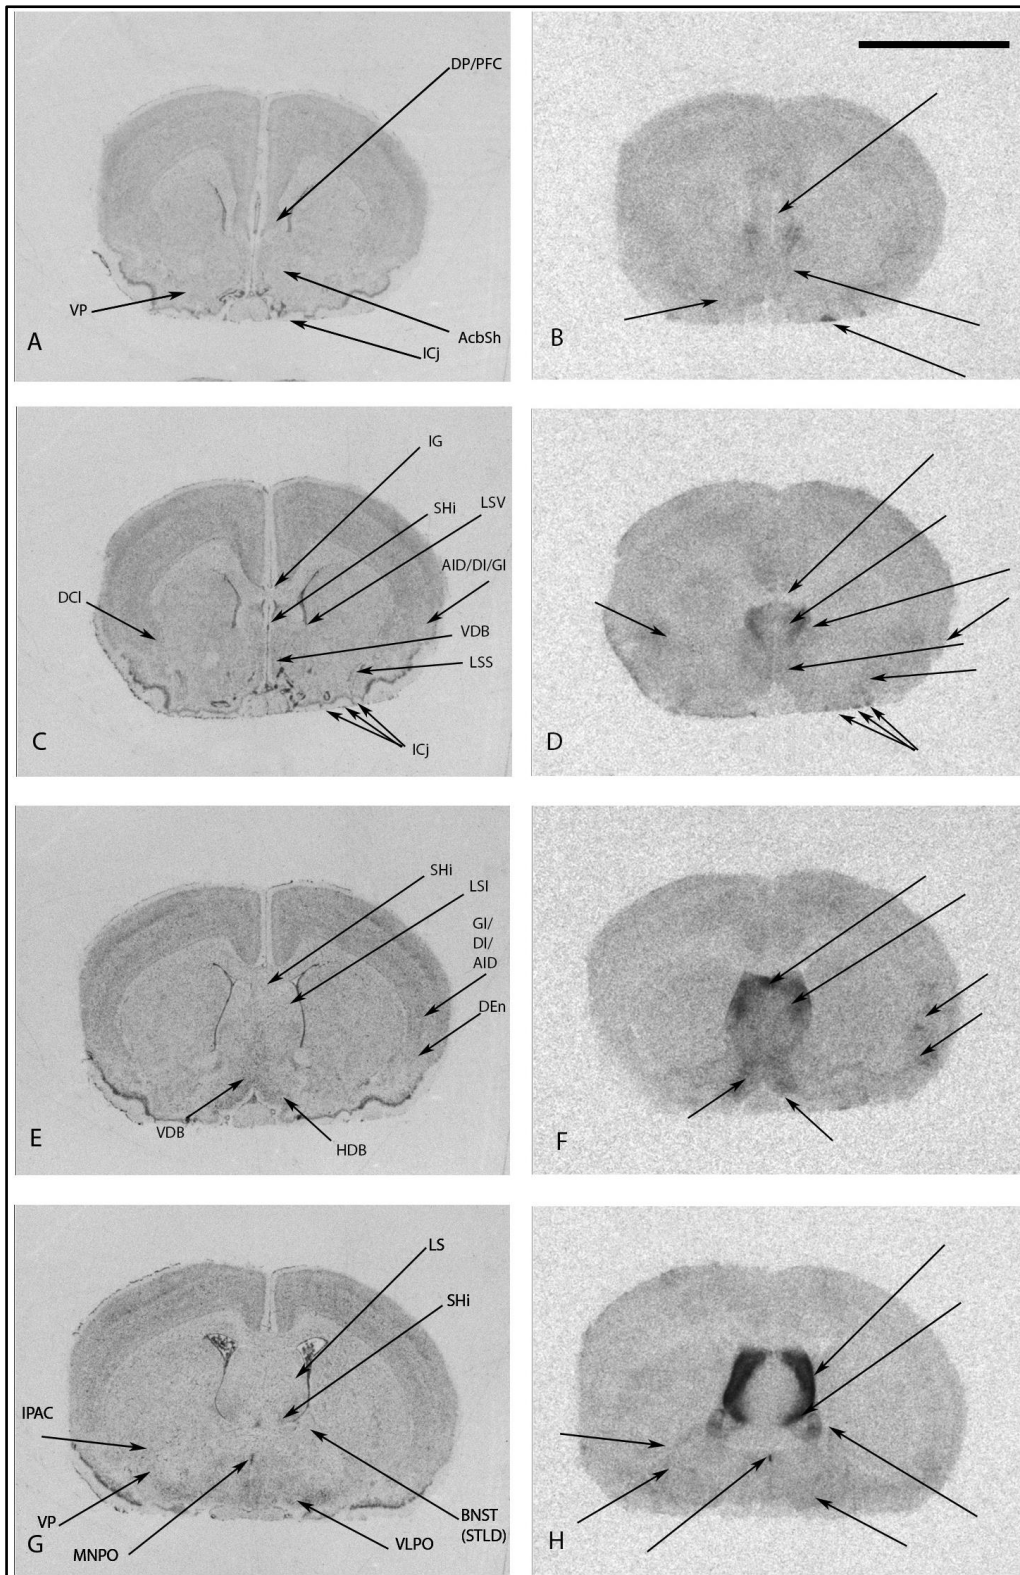 DP/PFC
VP
AcbSh
ICj
A
B
IG
SHi
LSV
AID/DI/GI
DCl
VDB
LSS
ICj
C
D
SHi
LSI
GI/
DI/
AID
DEn
VDB
HDB
E
F
LS
SHi
IPAC
VP
BNST
(STLD)
MNPO
VLPO
G
H